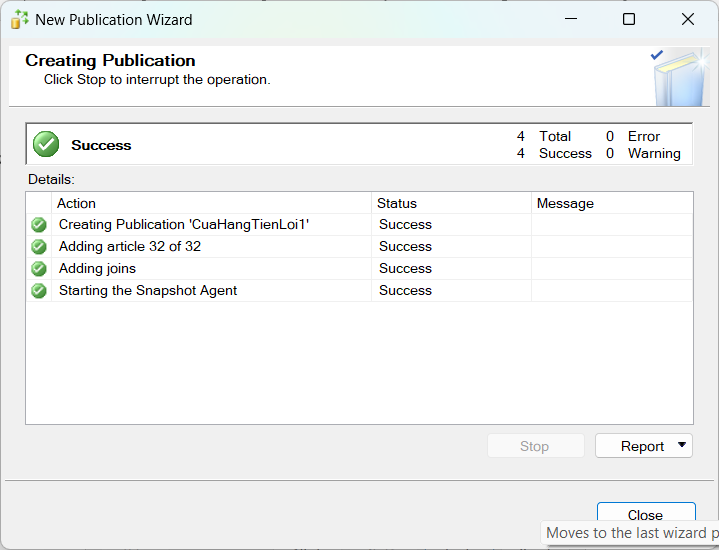 New Publication Wizard
Creating Publication
Click Stop to interrupt the operation.
Success
4 Total 0 Error
4 Success 0 Warning
Details:
Action Status Message
Creating Publication 'CuaHangTienLoi1' Success
Adding article 32 of 32 Success
Adding joins Success
Starting the Snapshot Agent Success
Stop Report
Close
Moves to the last wizard p